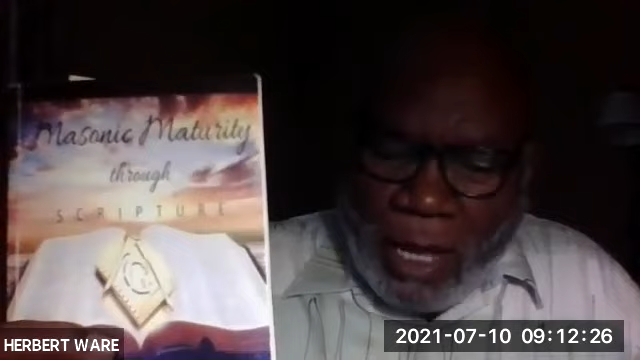 Masonic Maturity
through
SCRIPTURE
HERBERT WARE
2021-07-10 09:12:26